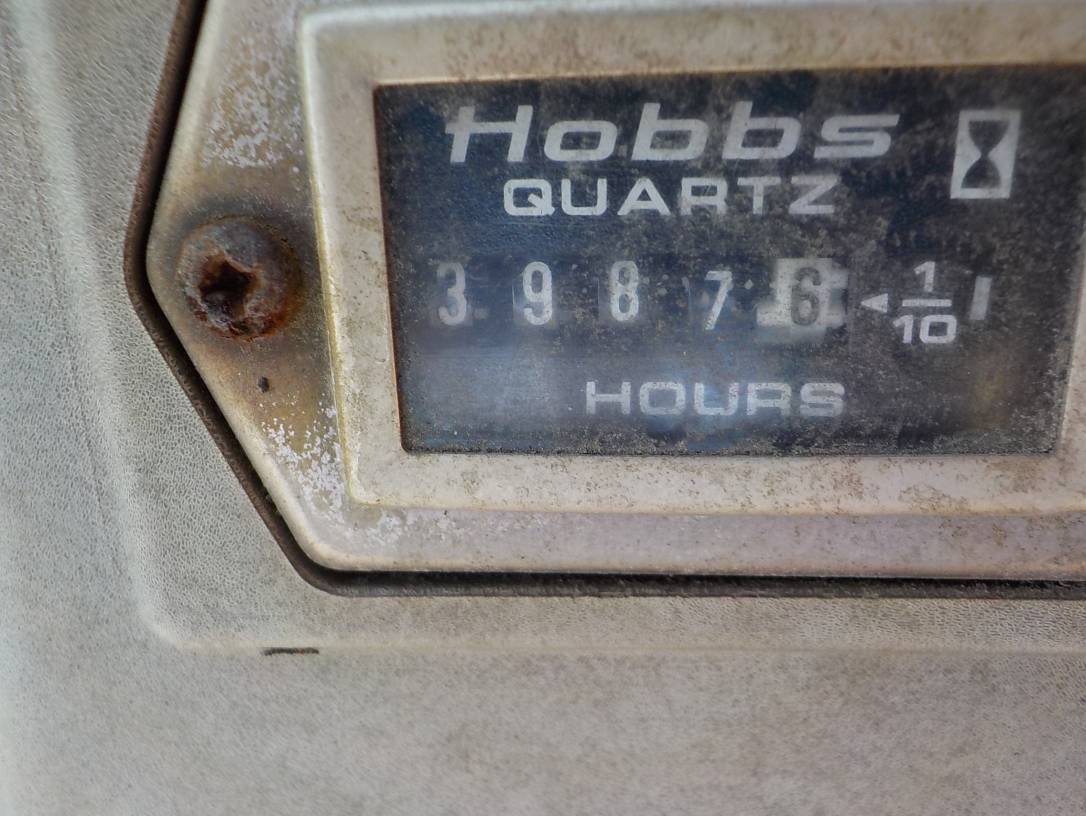 Hobbs
QUARTZ
3 9 8 7 6 ◄ 1/10
HOURS